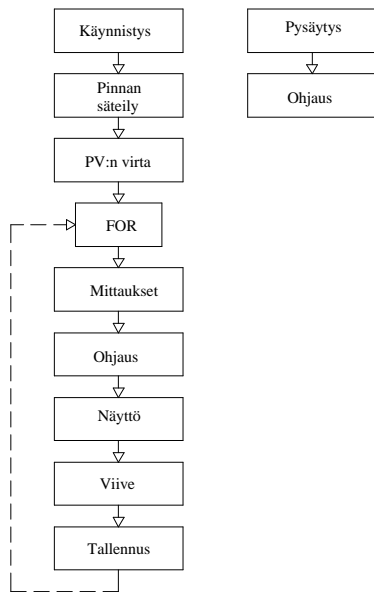 Käynnistys
Pinnan
säteily
PV:n virta
FOR
Mittaukset
Ohjaus
Näyttö
Viive
Tallennus
Pysäytys
Ohjaus